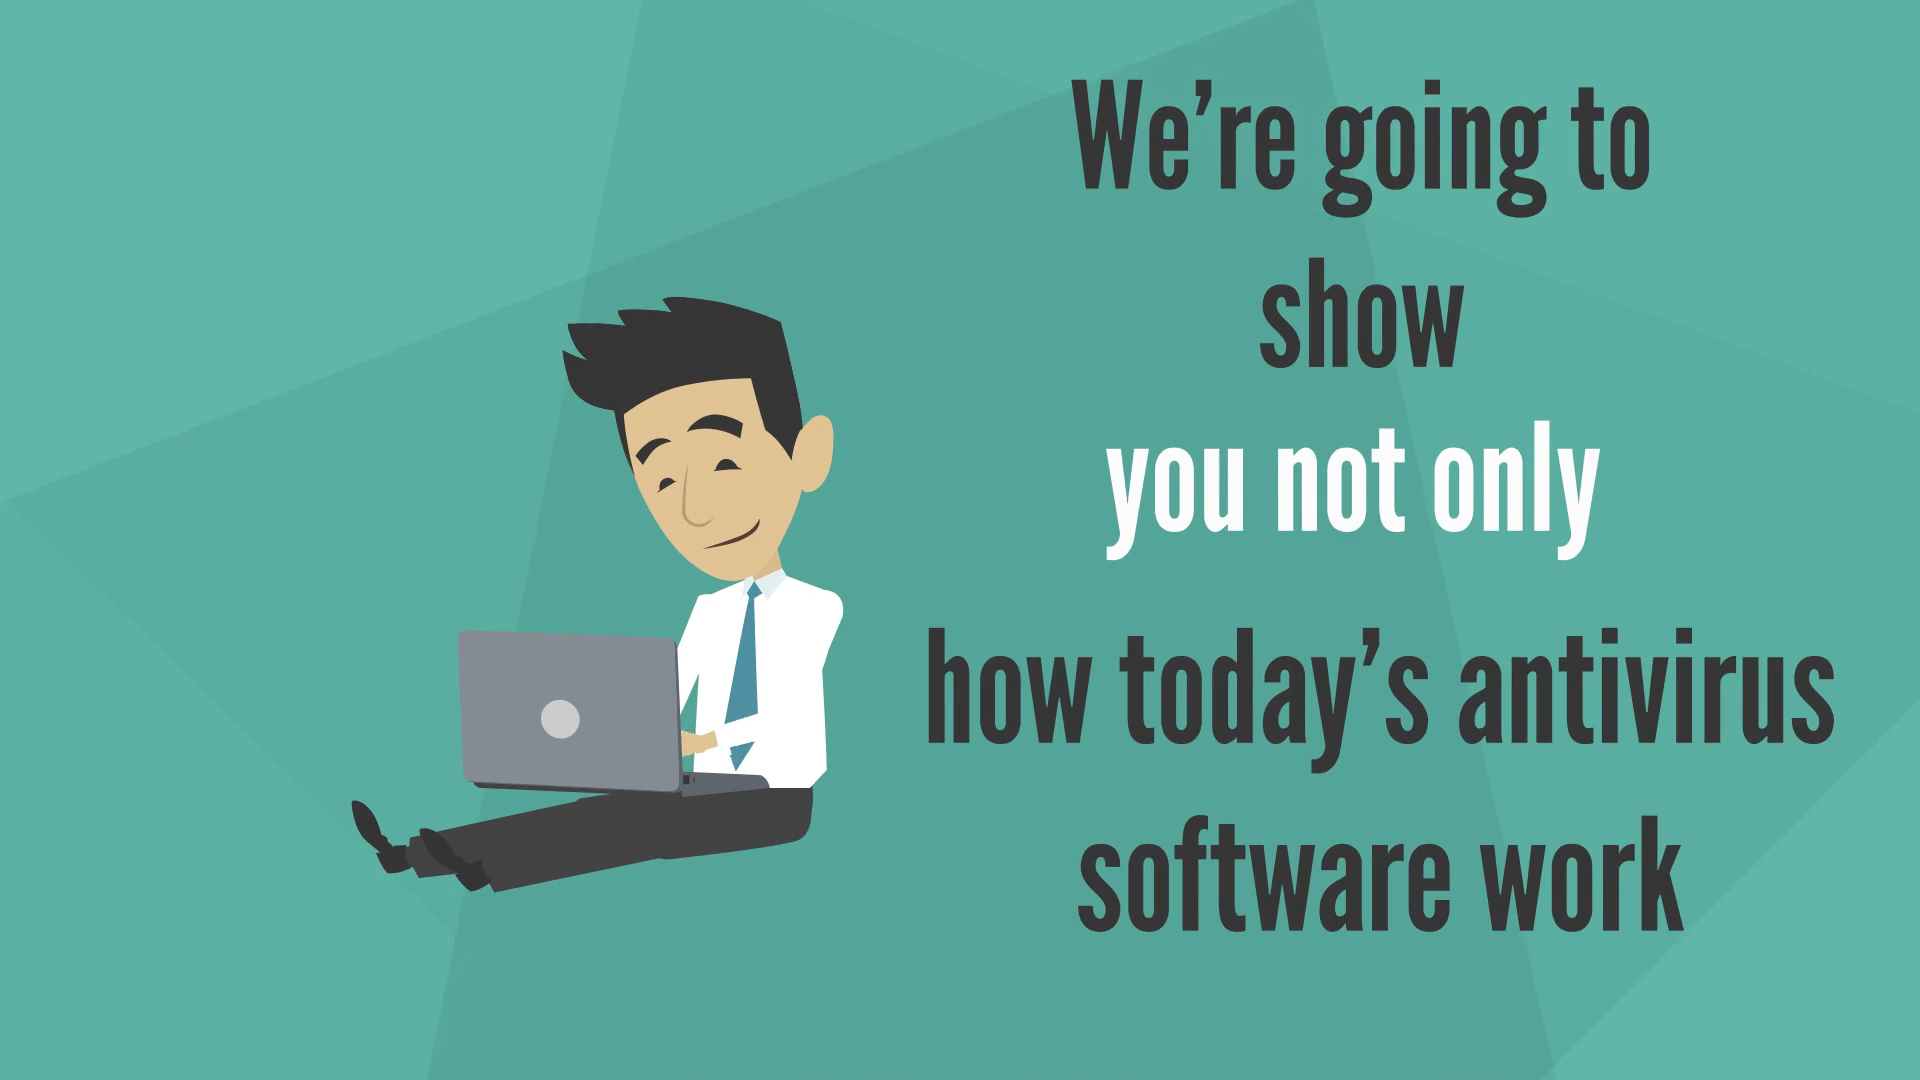 We’re going to
show
you not only
how today’s antivirus
software work